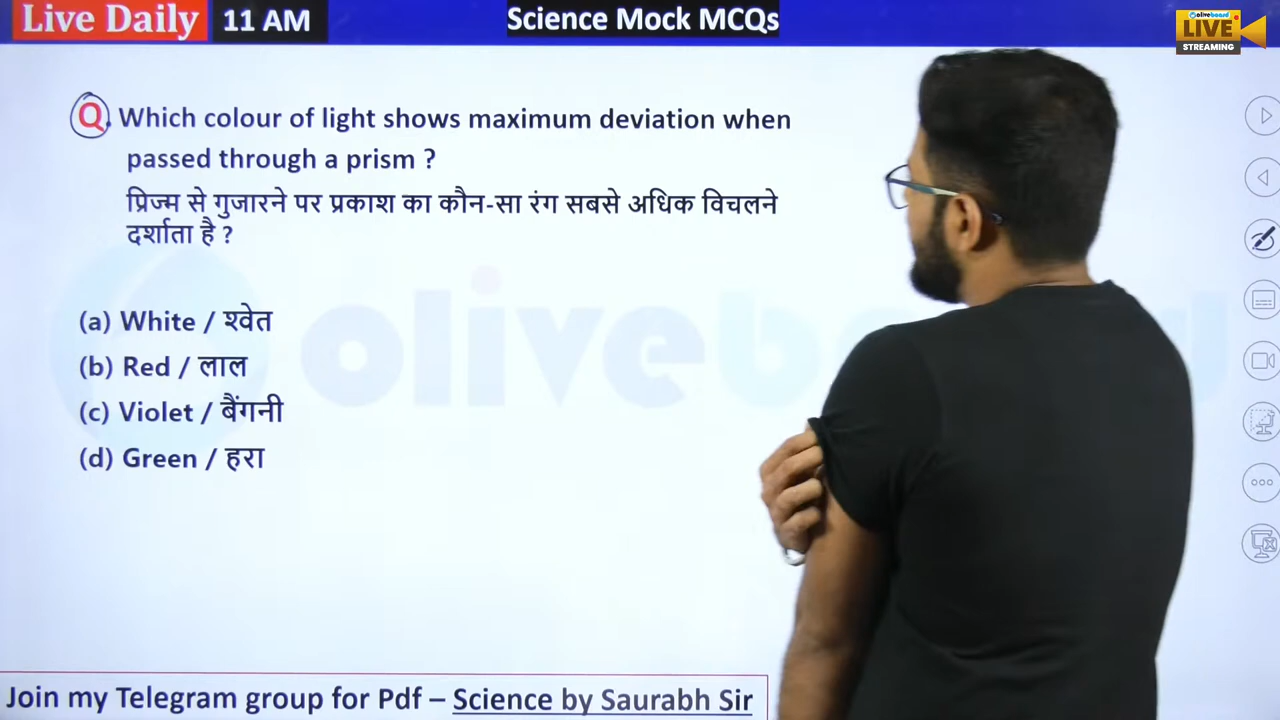 Live Daily 11 AM
Science Mock MCQs
oliveboard
LIVE
STREAMING
Q. Which colour of light shows maximum deviation when
passed through a prism ?
प्रिज्म से गुजारने पर प्रकाश का कौन-सा रंग सबसे अधिक विचलने
दर्शाता है ?
(a) White / श्वेत
(b) Red / लाल
(c) Violet / बैंगनी
(d) Green / हरा
oliveboard
Join my Telegram group for Pdf – Science by Saurabh Sir